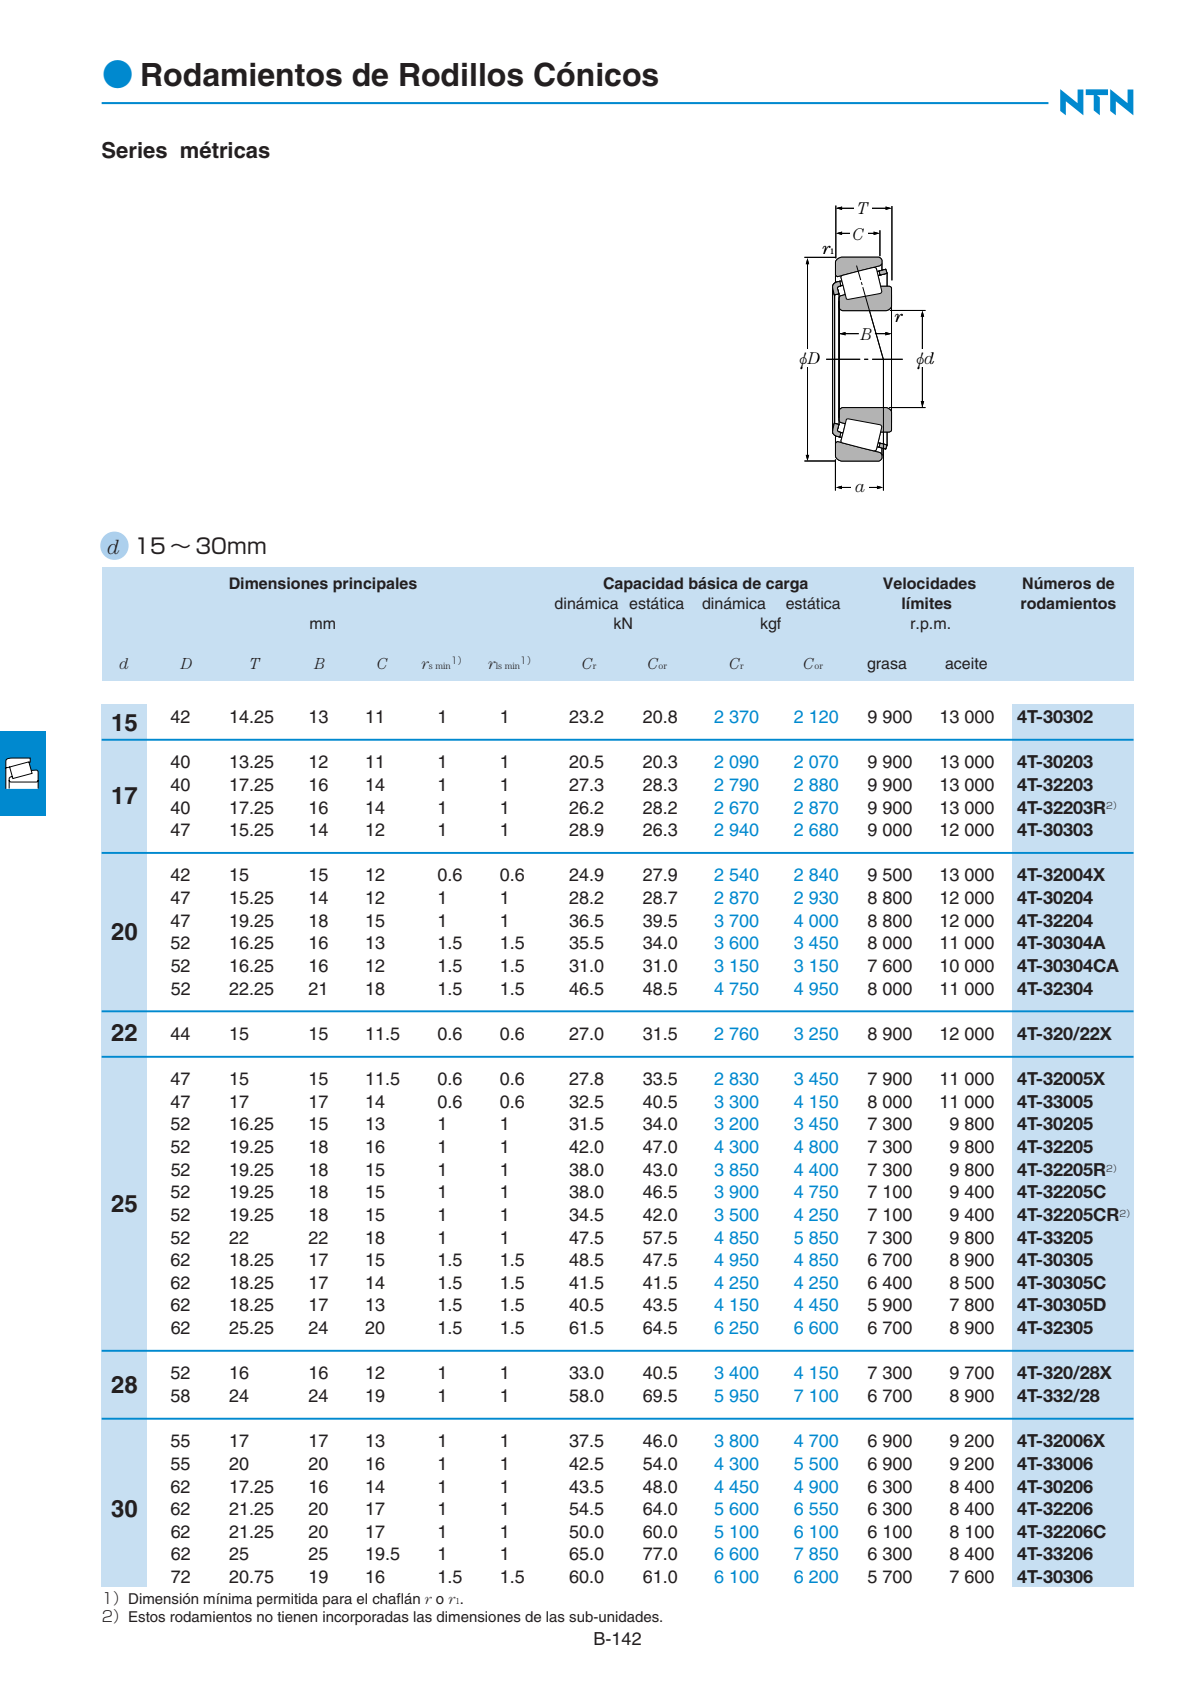 Rodamientos de Rodillos Cónicos
NTN
Series métricas
T
C
r1
r
B
φD
φd
a
d 15～30mm
Dimensiones principales Capacidad básica de carga Velocidades Números de
dinámica estática dinámica estática límites rodamientos
mm kN kgf r.p.m.
d D T B C rs min1) r1s min1) Cr Cor Cr Cor grasa aceite
15 42 14.25 13 11 1 1 23.2 20.8 2 370 2 120 9 900 13 000 4T-30302
17
40 13.25 12 11 1 1 20.5 20.3 2 090 2 070 9 900 13 000 4T-30203
40 17.25 16 14 1 1 27.3 28.3 2 790 2 880 9 900 13 000 4T-32203
40 17.25 16 14 1 1 26.2 28.2 2 670 2 870 9 900 13 000 4T-32203R2)
47 15.25 14 12 1 1 28.9 26.3 2 940 2 680 9 000 12 000 4T-30303
20
42 15 15 12 0.6 0.6 24.9 27.9 2 540 2 840 9 500 13 000 4T-32004X
47 15.25 14 12 1 1 28.2 28.7 2 870 2 930 8 800 12 000 4T-30204
47 19.25 18 15 1 1 36.5 39.5 3 700 4 000 8 800 12 000 4T-32204
52 16.25 16 13 1.5 1.5 35.5 34.0 3 600 3 450 8 000 11 000 4T-30304A
52 16.25 16 12 1.5 1.5 31.0 31.0 3 150 3 150 7 600 10 000 4T-30304CA
52 22.25 21 18 1.5 1.5 46.5 48.5 4 750 4 950 8 000 11 000 4T-32304
22 44 15 15 11.5 0.6 0.6 27.0 31.5 2 760 3 250 8 900 12 000 4T-320/22X
25
47 15 15 11.5 0.6 0.6 27.8 33.5 2 830 3 450 7 900 11 000 4T-32005X
47 17 17 14 0.6 0.6 32.5 40.5 3 300 4 150 8 000 11 000 4T-33005
52 16.25 15 13 1 1 31.5 34.0 3 200 3 450 7 300 9 800 4T-30205
52 19.25 18 16 1 1 42.0 47.0 4 300 4 800 7 300 9 800 4T-32205
52 19.25 18 15 1 1 38.0 43.0 3 850 4 400 7 300 9 800 4T-32205R2)
52 19.25 18 15 1 1 38.0 46.5 3 900 4 750 7 100 9 400 4T-32205C
52 19.25 18 15 1 1 34.5 42.0 3 500 4 250 7 100 9 400 4T-32205CR2)
52 22 22 18 1 1 47.5 57.5 4 850 5 850 7 300 9 800 4T-33205
62 18.25 17 15 1.5 1.5 48.5 47.5 4 950 4 850 6 700 8 900 4T-30305
62 18.25 17 14 1.5 1.5 41.5 41.5 4 250 4 250 6 400 8 500 4T-30305C
62 18.25 17 13 1.5 1.5 40.5 43.5 4 150 4 450 5 900 7 800 4T-30305D
62 25.25 24 20 1.5 1.5 61.5 64.5 6 250 6 600 6 700 8 900 4T-32305
28
52 16 16 12 1 1 33.0 40.5 3 400 4 150 7 300 9 700 4T-320/28X
58 24 24 19 1 1 58.0 69.5 5 950 7 100 6 700 8 900 4T-332/28
30
55 17 17 13 1 1 37.5 46.0 3 800 4 700 6 900 9 200 4T-32006X
55 20 20 16 1 1 42.5 54.0 4 300 5 500 6 900 9 200 4T-33006
62 17.25 16 14 1 1 43.5 48.0 4 450 4 900 6 300 8 400 4T-30206
62 21.25 20 17 1 1 54.5 64.0 5 600 6 550 6 300 8 400 4T-32206
62 21.25 20 17 1 1 50.0 60.0 5 100 6 100 6 100 8 100 4T-32206C
62 25 25 19.5 1 1 65.0 77.0 6 600 7 850 6 300 8 400 4T-33206
72 20.75 19 16 1.5 1.5 60.0 61.0 6 100 6 200 5 700 7 600 4T-30306
1) Dimensión mínima permitida para el chaflán r o r1.
2) Estos rodamientos no tienen incorporadas las dimensiones de las sub-unidades.
B-142